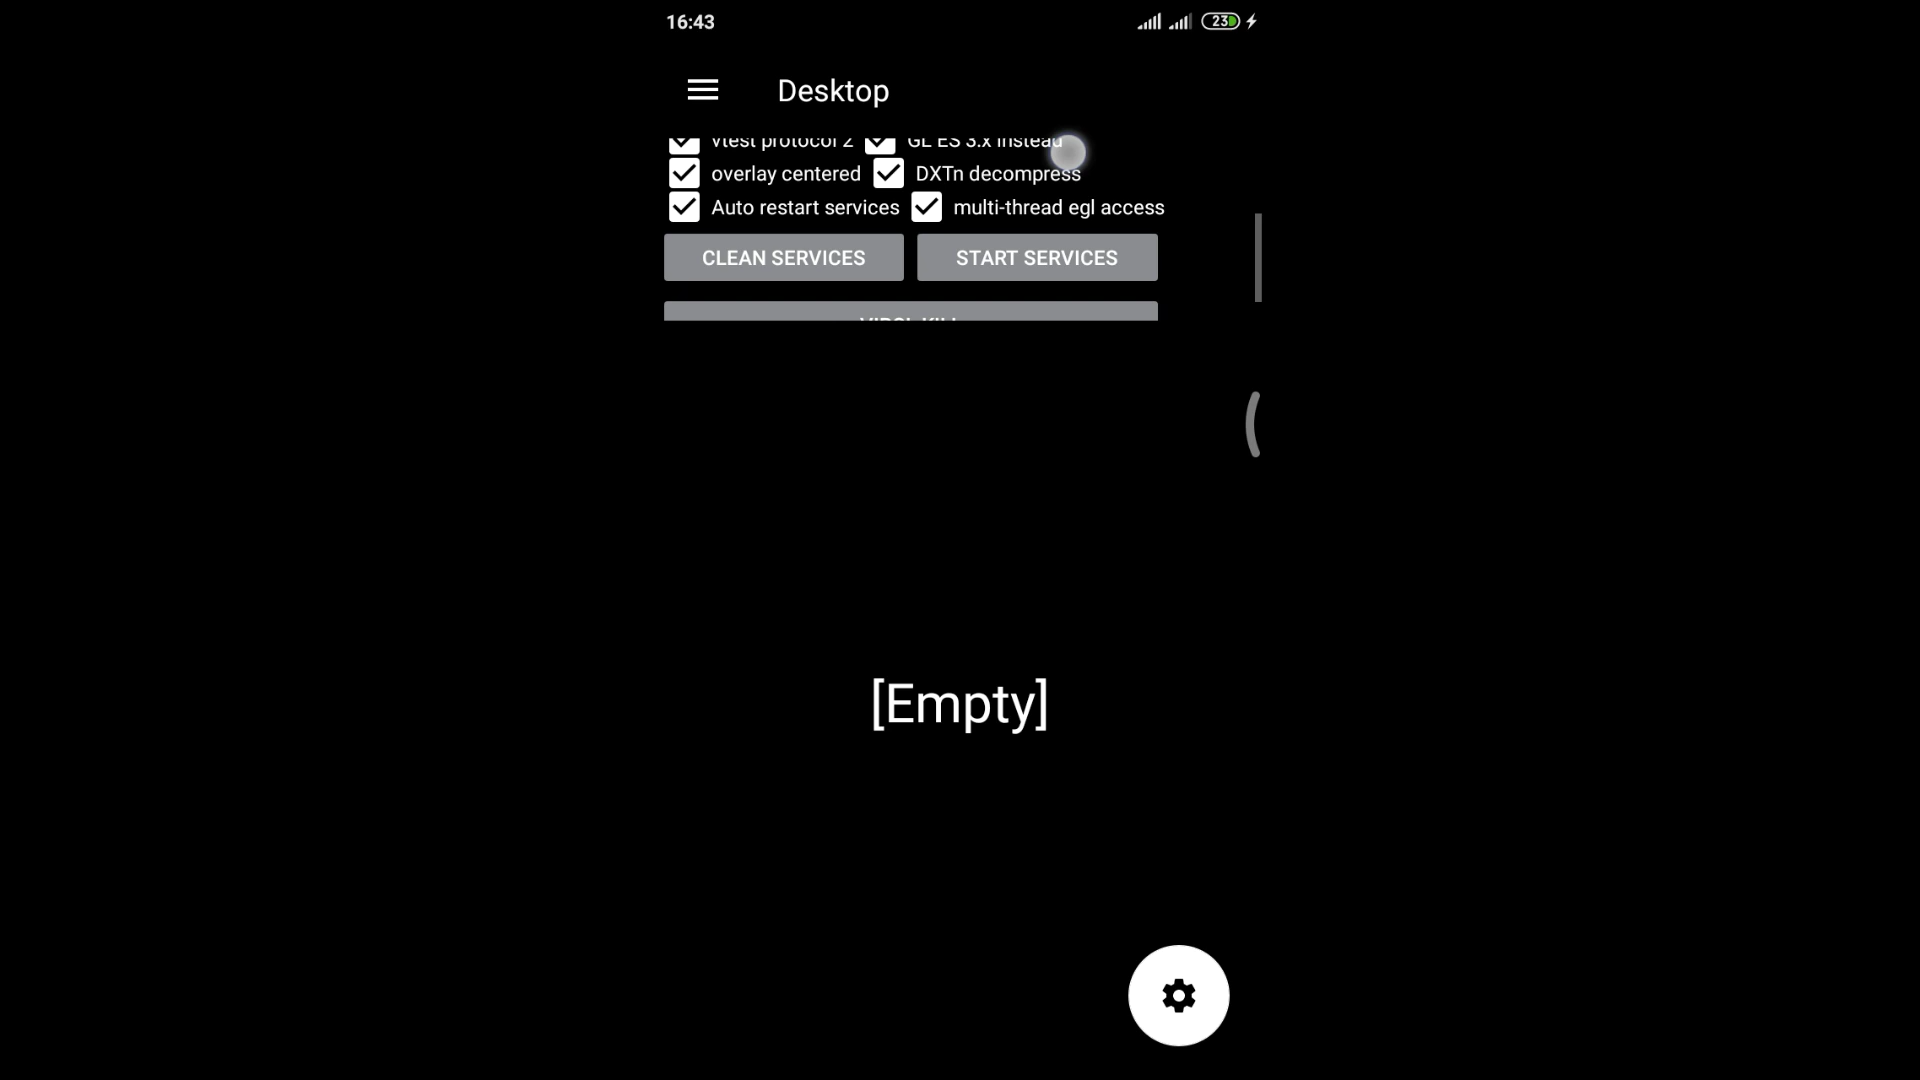 16:43
23
Desktop
vtest protocol 2 GL ES 3.x instead
overlay centered DXTn decompress
Auto restart services multi-thread egl access
CLEAN SERVICES START SERVICES
[Empty]